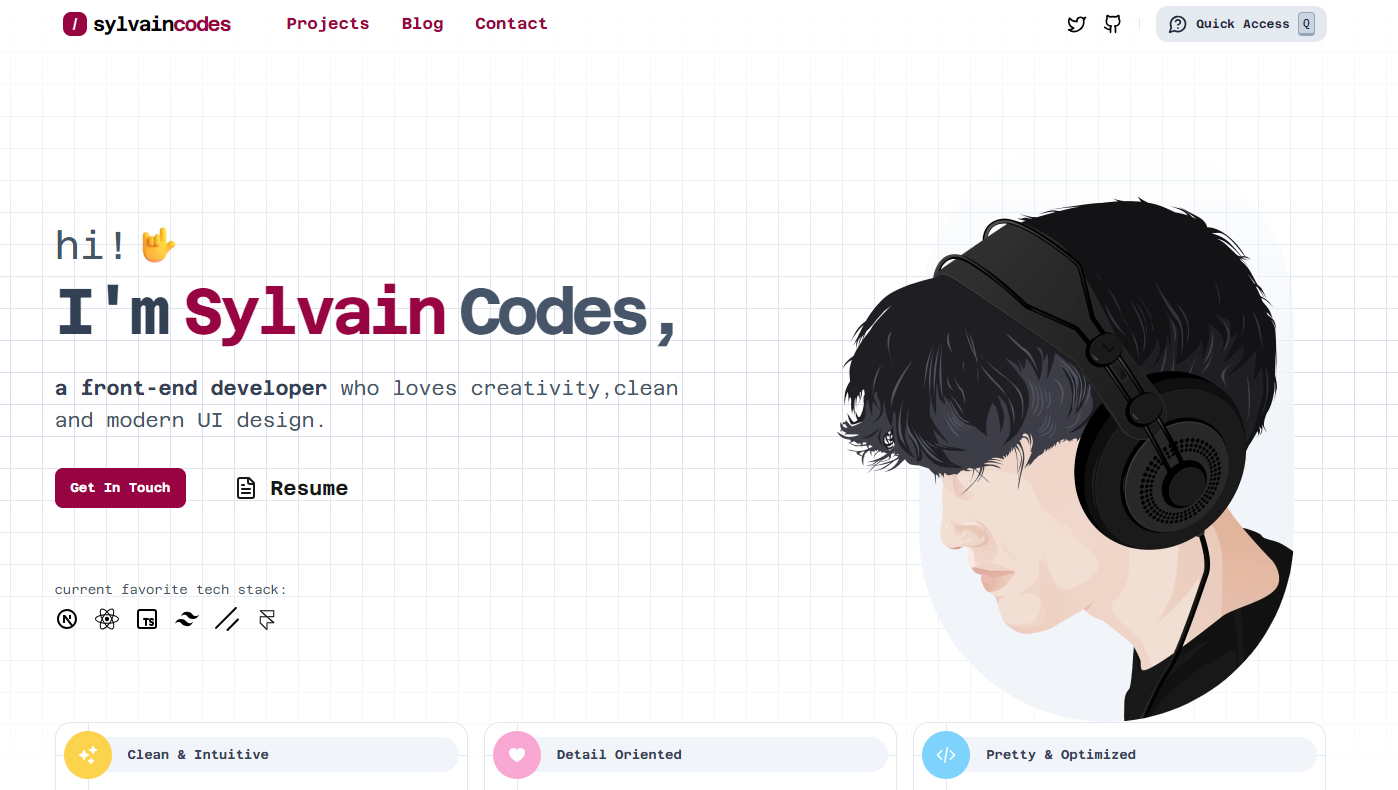 / sylvaincodes Projects Blog Contact Quick Access Q
hi!
I'm Sylvain Codes,
a front-end developer who loves creativity,clean
and modern UI design.
Get In Touch Resume
current favorite tech stack:
N TS
Clean & Intuitive Detail Oriented </> Pretty & Optimized